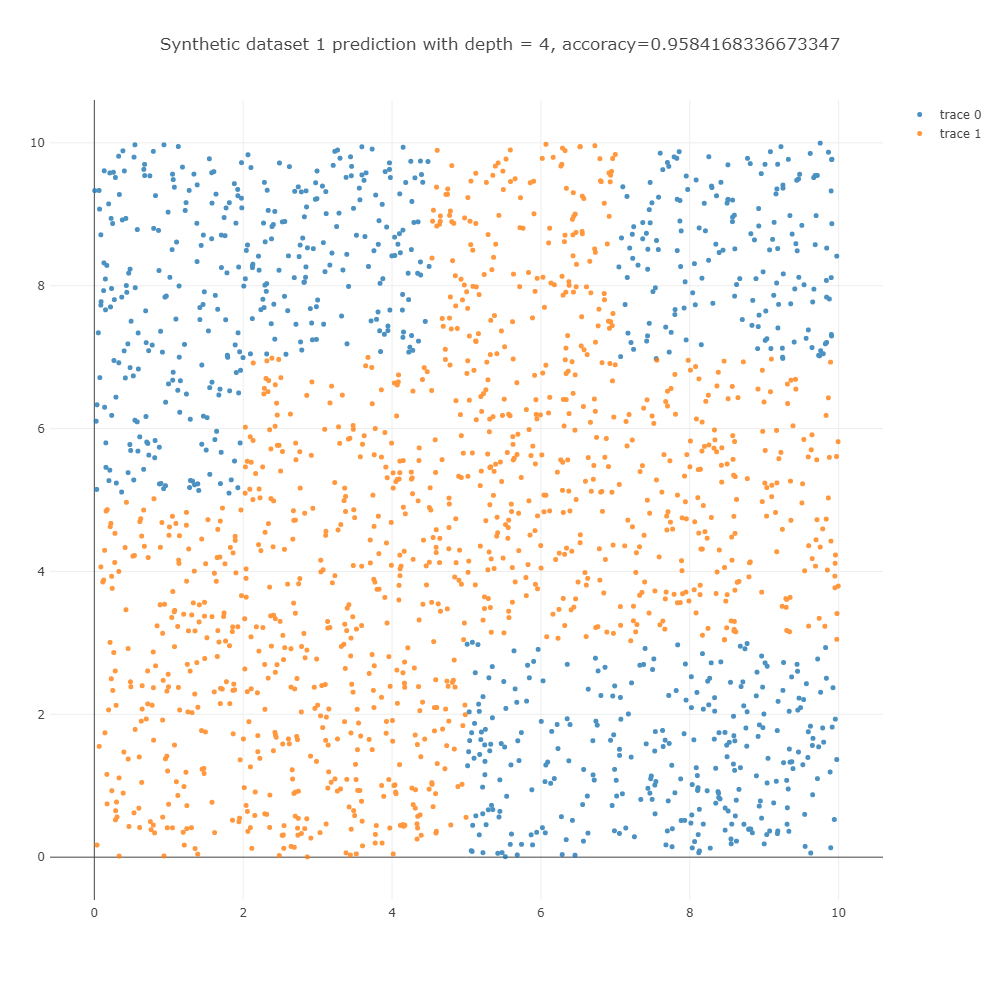 Synthetic dataset 1 prediction with depth = 4, accoracy=0.9584168336673347
trace 0
trace 1
10
8
6
4
2
0
0 2 4 6 8 10